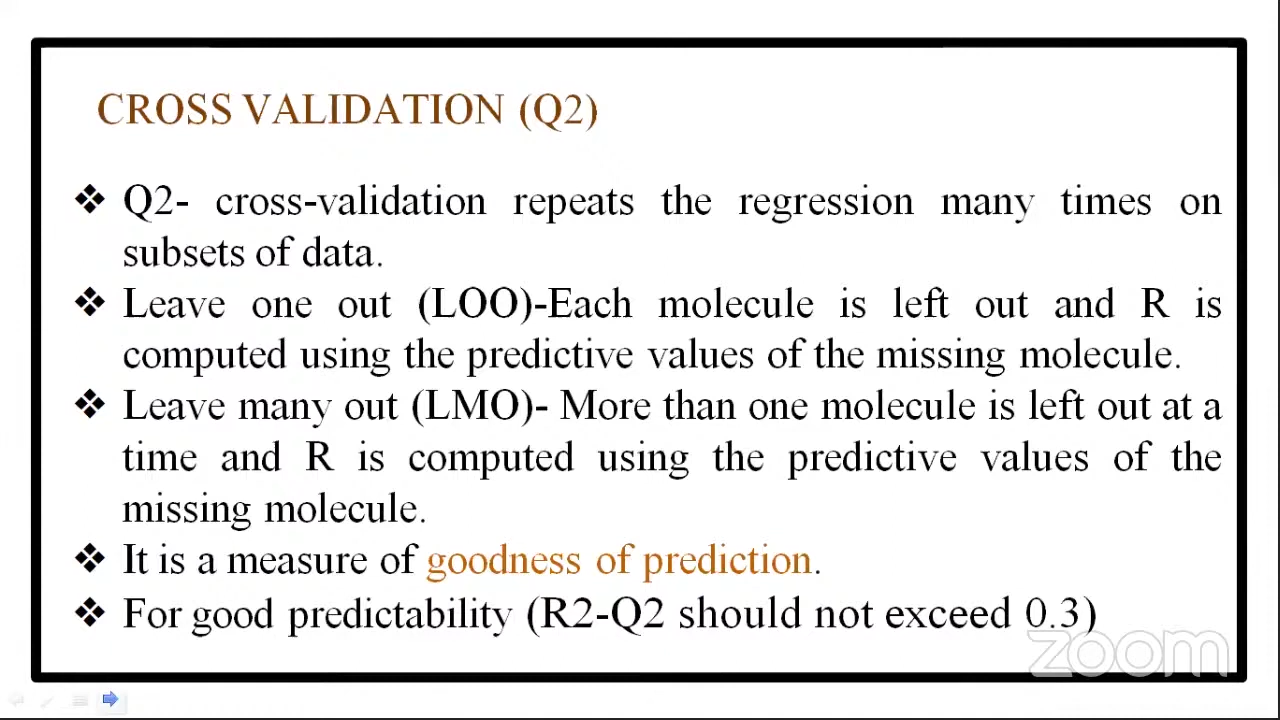 CROSS VALIDATION (Q2)
❖ Q2- cross-validation repeats the regression many times on
subsets of data.
❖ Leave one out (LOO)-Each molecule is left out and R is
computed using the predictive values of the missing molecule.
❖ Leave many out (LMO)- More than one molecule is left out at a
time and R is computed using the predictive values of the
missing molecule.
❖ It is a measure of goodness of prediction.
❖ For good predictability (R2-Q2 should not exceed 0.3)
zoom